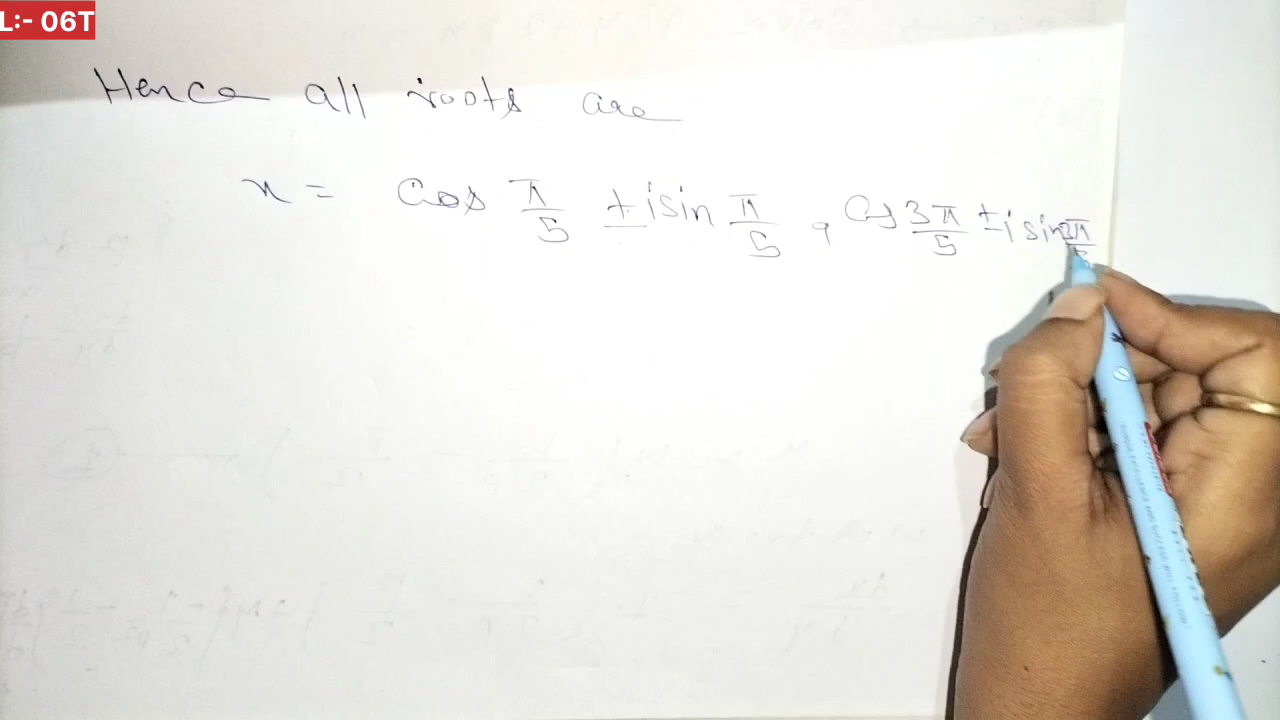 L:- 06T
Hence all roots are
x = Cos π/5 ± i sin π/5 , Cos 3π/5 ± i sin 3π/5